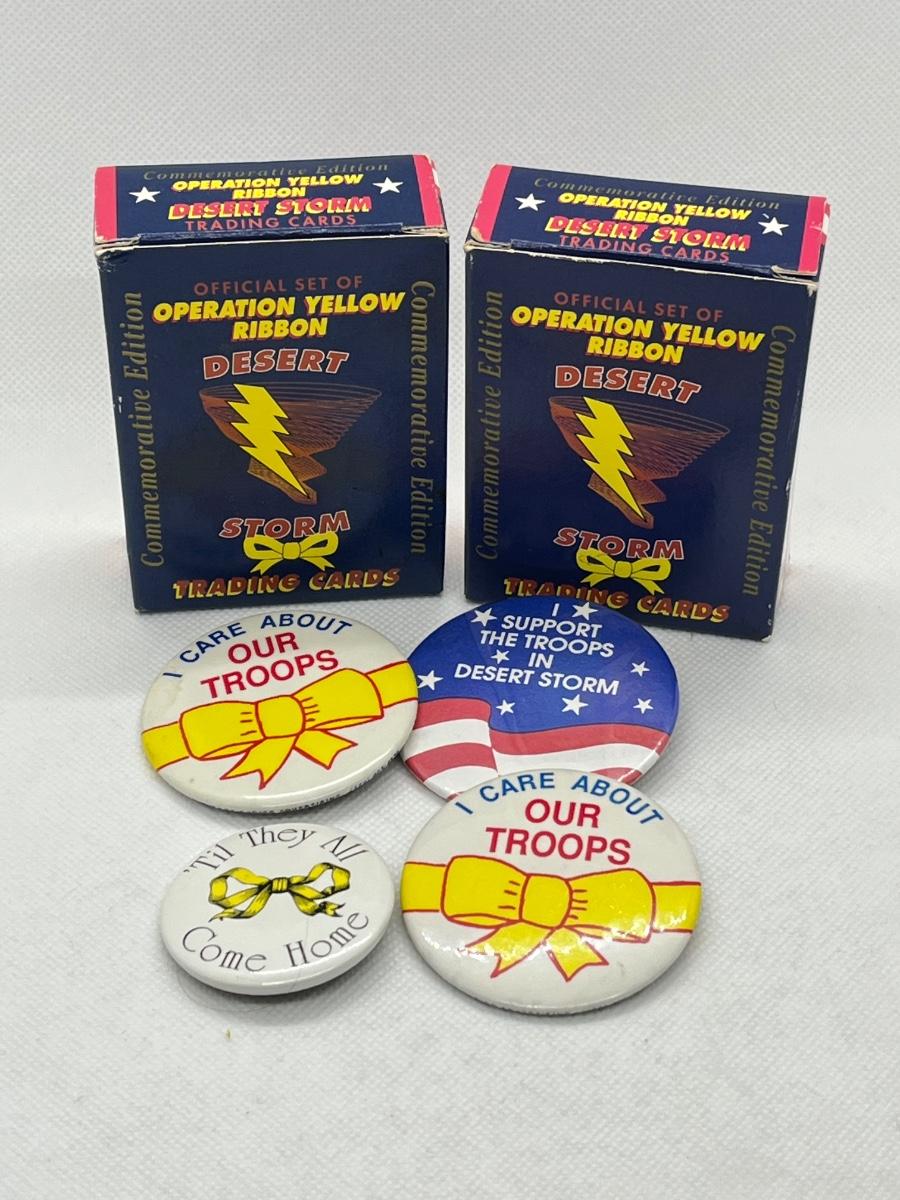 Commemorative Edition
OPERATION YELLOW
RIBBON
DESERT STORM
TRADING CARDS
Commemorative Edition
OFFICIAL SET OF
OPERATION YELLOW
RIBBON
DESERT
STORM
TRADING CARDS
Commemorative Edition
Commemorative Edition
OPERATION YELLOW
RIBBON
DESERT STORM
TRADING CARDS
Commemorative Edition
OFFICIAL SET OF
OPERATION YELLOW
RIBBON
DESERT
STORM
TRADING CARDS
Commemorative Edition
I CARE ABOUT
OUR
TROOPS
I
SUPPORT
THE TROOPS
IN
DESERT STORM
'Til They All
Come Home
I CARE ABOUT
OUR
TROOPS